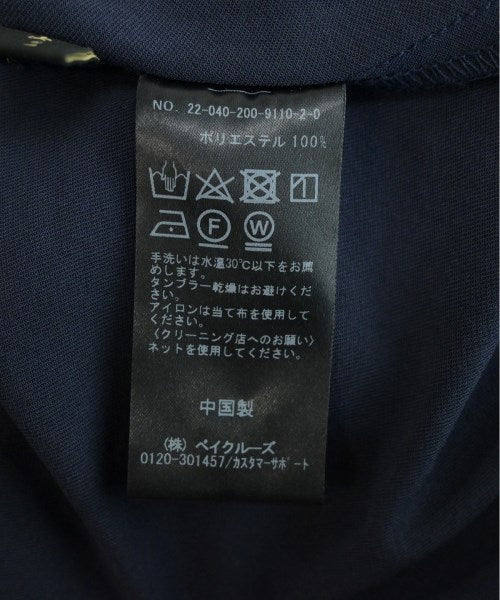 NO. 22-040-200-9110-2-0
ポリエステル 100%
F W
手洗いは水温30℃以下をお薦
めします。
タンブラー乾燥はお避けくださ
い。
アイロンは当て布を使用して
ください。
〈クリーニング店へのお願い〉
ネットを使用してください。
中国製
(株) ベイクルーズ
0120-301457/カスタマーサポート